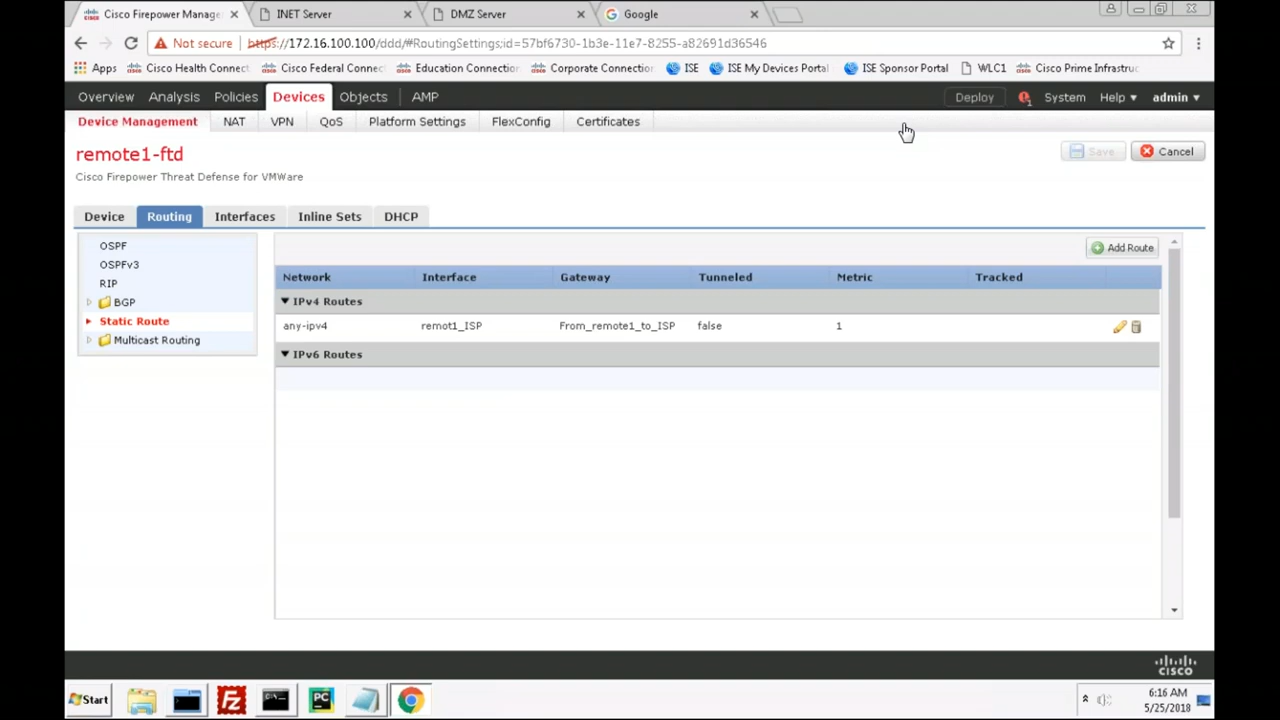 Cisco Firepower Manage
INET Server
DMZ Server
Google
Not secure
https://172.16.100.100/ddd/#RoutingSettings;id=57bf6730-1b3e-11e7-8255-a82691d36546
Apps
Cisco Health Connect
Cisco Federal Connec
Education Connection
Corporate Connection
ISE
ISE My Devices Portal
ISE Sponsor Portal
WLC1
Cisco Prime Infrastruc
Overview
Analysis
Policies
Devices
Objects
AMP
Deploy
System
Help
admin
Device Management
NAT
VPN
QoS
Platform Settings
FlexConfig
Certificates
remote1-ftd
Save
Cancel
Cisco Firepower Threat Defense for VMWare
Device
Routing
Interfaces
Inline Sets
DHCP
OSPF
OSPFv3
RIP
BGP
Static Route
Multicast Routing
Add Route
Network
Interface
Gateway
Tunneled
Metric
Tracked
IPv4 Routes
any-ipv4
remot1_ISP
From_remote1_to_ISP
false
1
IPv6 Routes
CISCO
Start
PC
6:16 AM
5/25/2018